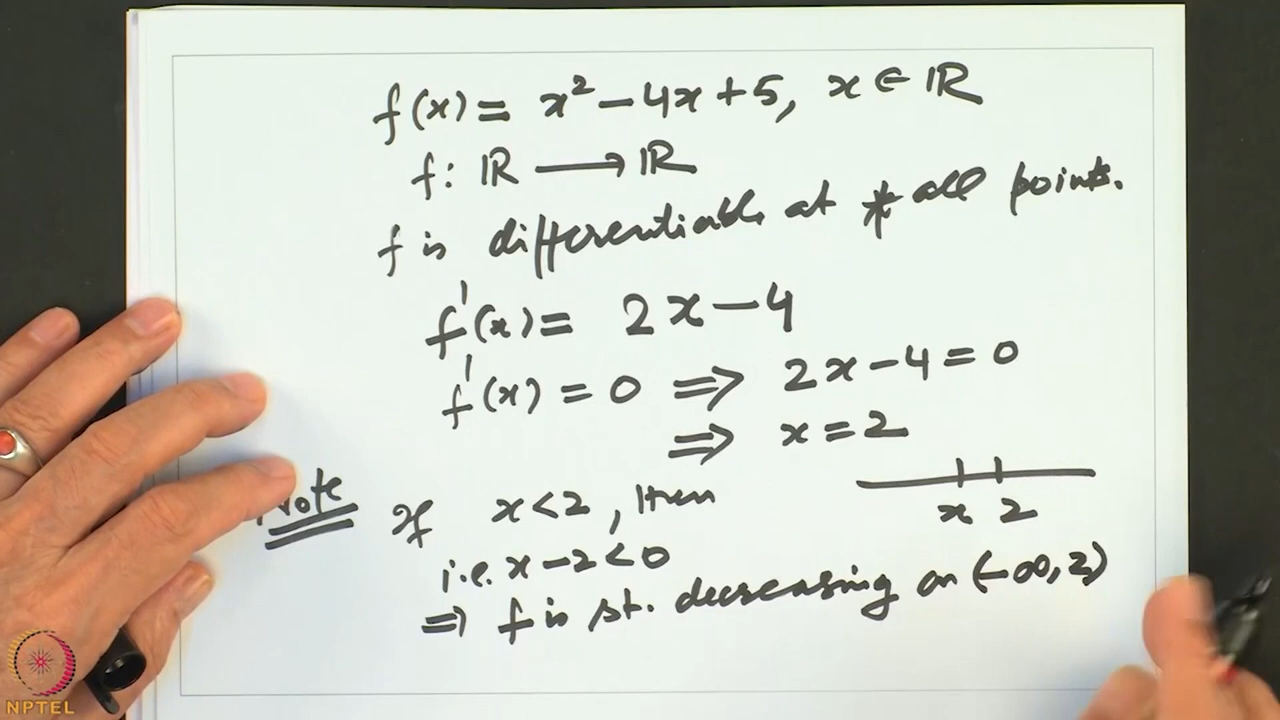 f(x) = x² - 4x + 5, x ∈ ℝ
f: ℝ ⟶ ℝ
f is differentiable at all points.
f'(x) = 2x - 4
f'(x) = 0 ⇒ 2x - 4 = 0
⇒ x = 2
x 2
Note If x < 2, then
i.e. x - 2 < 0
⇒ f is st. decreasing on (-∞, 2)
NPTEL